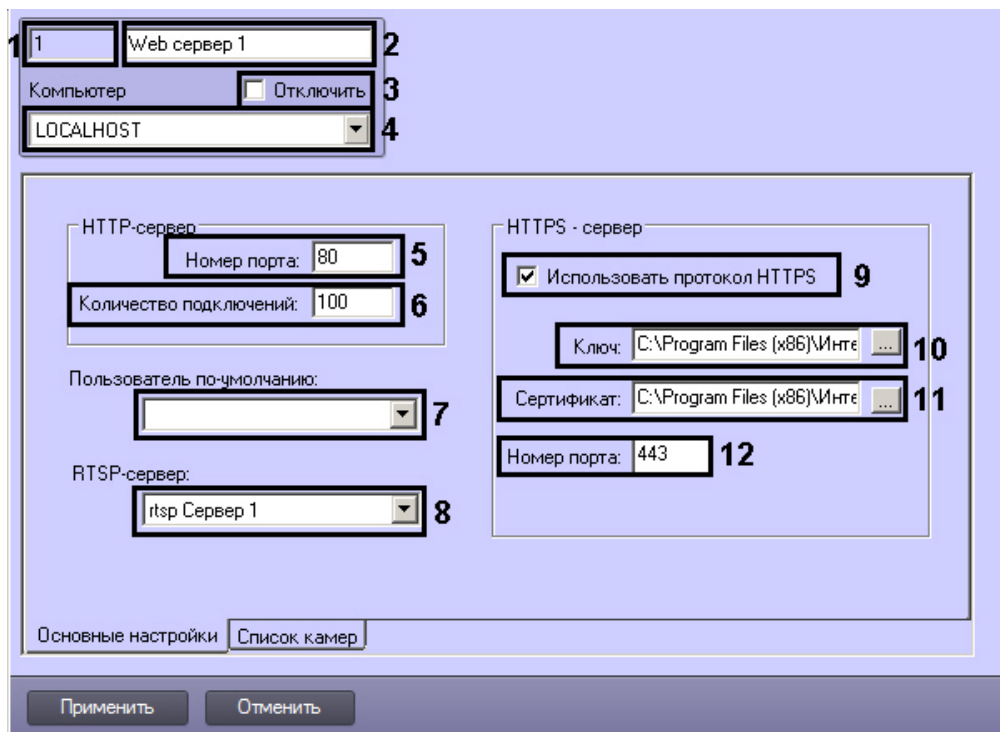 1 1 Web сервер 1 2
Компьютер Отключить 3
LOCALHOST 4
HTTP-сервер
Номер порта: 80 5
Количество подключений: 100 6
Пользователь по-умолчанию:
7
RTSP-сервер:
rtsp Сервер 1 8
HTTPS - сервер
Использовать протокол HTTPS 9
Ключ: C:\Program Files (x86)\Инте ... 10
Сертификат: C:\Program Files (x86)\Инте ... 11
Номер порта: 443 12
Основные настройки Список камер
Применить Отменить